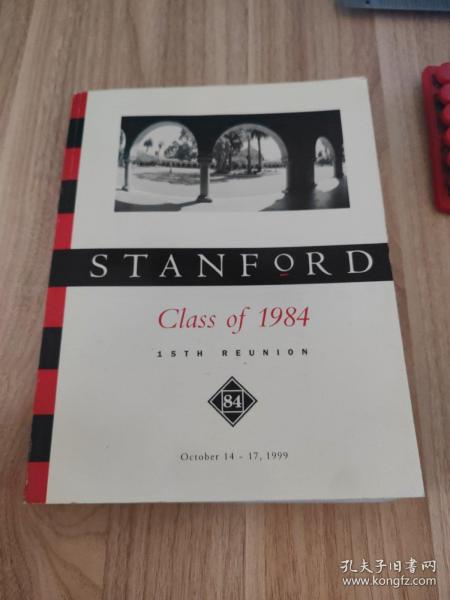 STANFORD
Class of 1984
15TH REUNION
84
October 14 - 17, 1999
孔夫子旧书网
www.kongfz.com